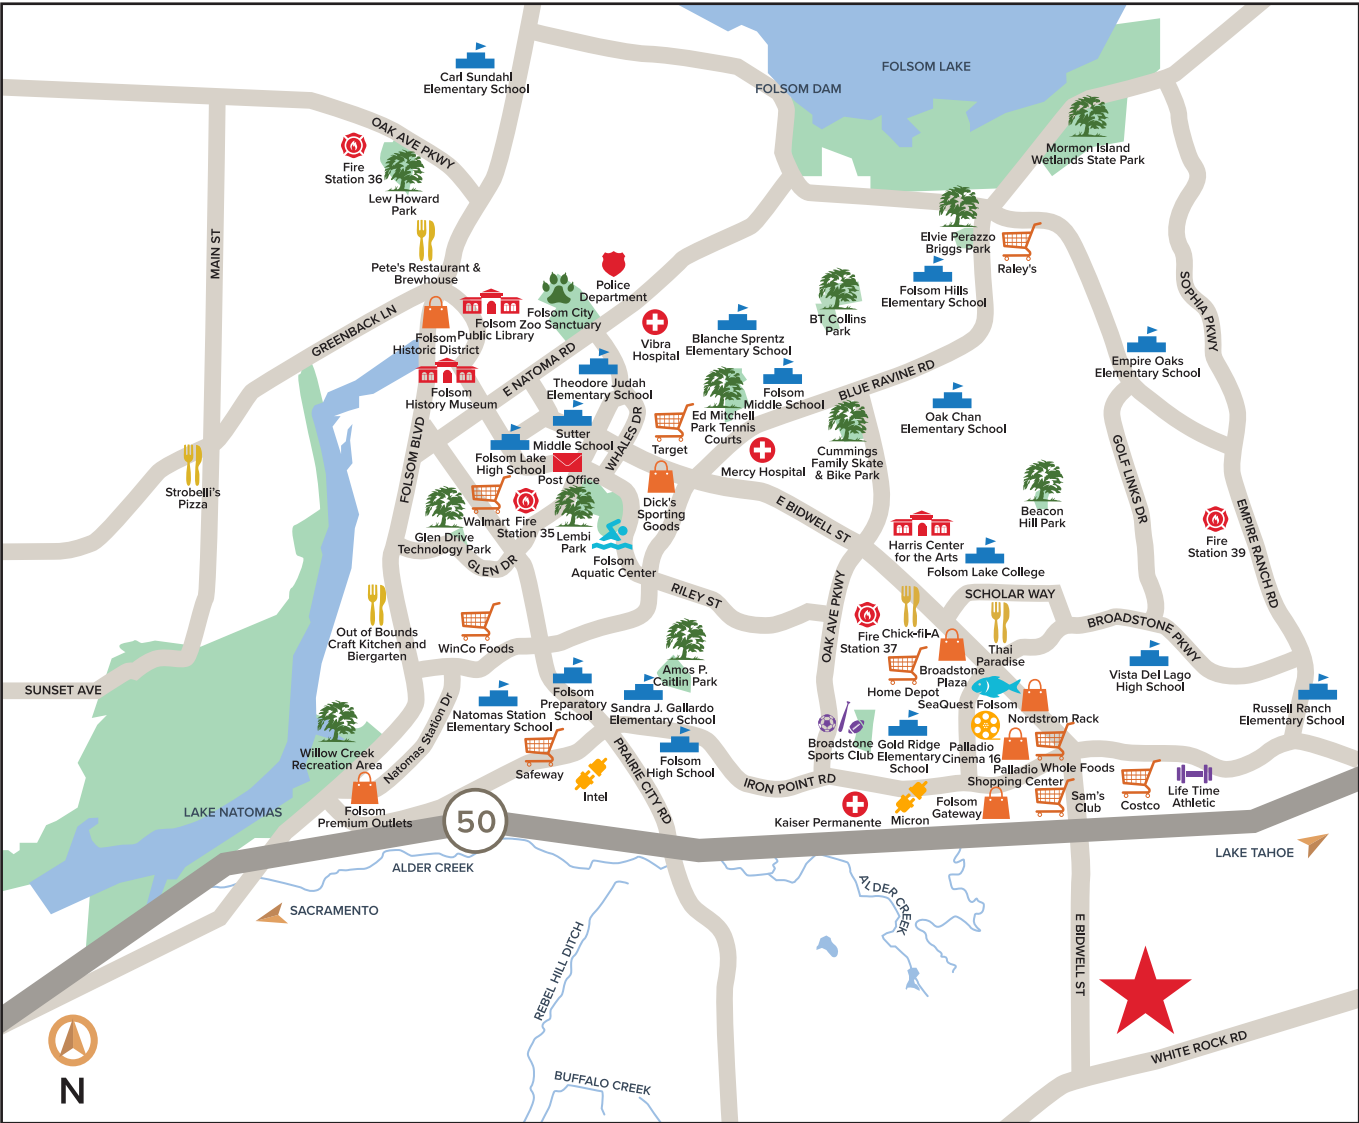 FOLSOM LAKE
Carl Sundahl
Elementary School
FOLSOM DAM
OAK AVE PKWY
Fire
Station 36
Lew Howard
Park
Mormon Island
Wetlands State Park
MAIN ST
Pete's Restaurant &
Brewhouse
Elvie Perazzo
Briggs Park
Raley's
Police
Department
Folsom Hills
Elementary School
SOPHIA PKWY
GREENBACK LN
Folsom
Historic District
Folsom
Public Library
Folsom City
Zoo Sanctuary
Vibra
Hospital
Blanche Sprentz
Elementary School
BT Collins
Park
E NATOMA RD
Theodore Judah
Elementary School
Folsom
Middle School
BLUE RAVINE RD
Empire Oaks
Elementary School
Folsom
History Museum
Ed Mitchell
Park Tennis
Courts
Oak Chan
Elementary School
FOLSOM BLVD
Sutter
Middle School
WHALES DR
Target
Folsom Lake
High School
Post Office
Mercy Hospital
Cummings
Family Skate
& Bike Park
GOLF LINKS DR
Strobelli's
Pizza
Dick's
Sporting
Goods
E BIDWELL ST
Beacon
Hill Park
EMPIRE RANCH RD
Walmart
Fire
Station 35
Glen Drive
Technology Park
Lembi
Park
Fire
Station 39
Harris Center
for the Arts
GLEN DR
Folsom
Aquatic Center
Folsom Lake College
RILEY ST
OAK AVE PKWY
SCHOLAR WAY
Out of Bounds
Craft Kitchen and
Biergarten
WinCo Foods
Fire
Station 37
Chick-fil-A
BROADSTONE PKWY
Thai
Paradise
Amos P.
Caitlin Park
Broadstone
Plaza
Vista Del Lago
High School
SUNSET AVE
Home Depot
SeaQuest Folsom
Natomas Station Dr
Natomas Station
Elementary School
Folsom
Preparatory
School
Sandra J. Gallardo
Elementary School
Nordstrom Rack
Russell Ranch
Elementary School
Willow Creek
Recreation Area
Safeway
PRAIRIE CITY RD
Folsom
High School
Broadstone
Sports Club
Gold Ridge
Elementary
School
Palladio
Cinema 16
Palladio
Shopping Center
Whole Foods
IRON POINT RD
Intel
LAKE NATOMAS
Folsom
Premium Outlets
50
Kaiser Permanente
Micron
Folsom
Gateway
Sam's
Club
Costco
Life Time
Athletic
LAKE TAHOE
ALDER CREEK
ALDER CREEK
SACRAMENTO
REBEL HILL DITCH
E BIDWELL ST
WHITE ROCK RD
BUFFALO CREEK
N